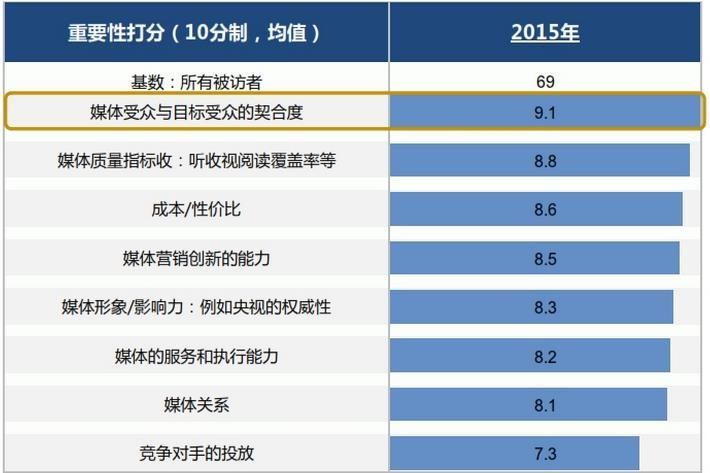 重要性打分（10分制，均值） 2015年
基数：所有被访者 69
媒体受众与目标受众的契合度 9.1
媒体质量指标收：听收视阅读覆盖率等 8.8
成本/性价比 8.6
媒体营销创新的能力 8.5
媒体形象/影响力：例如央视的权威性 8.3
媒体的服务和执行能力 8.2
媒体关系 8.1
竞争对手的投放 7.3